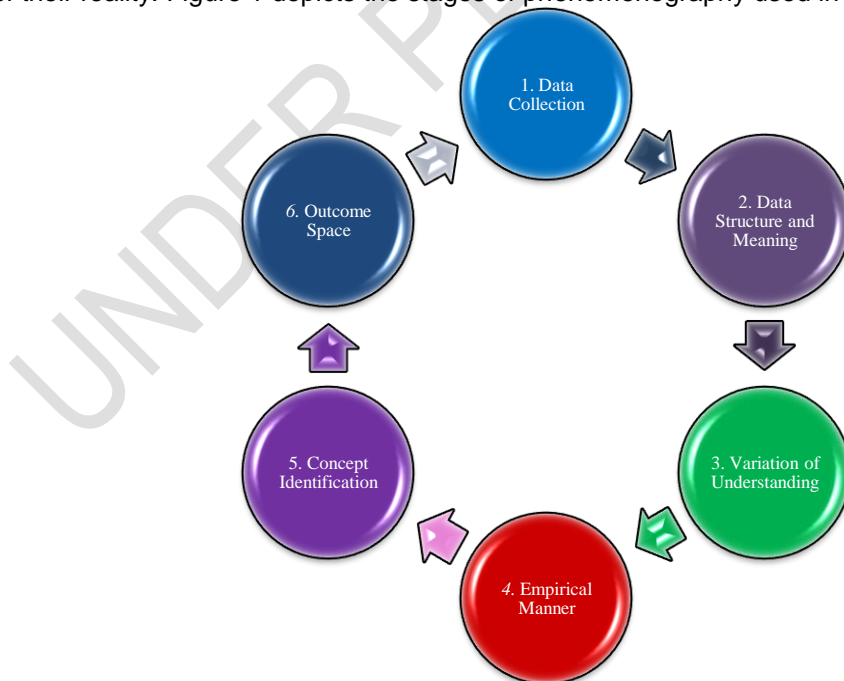 their reality. Figure 1 depicts the stages of phenomenography used in
1. Data
Collection
2. Data
Structure and
Meaning
3. Variation of
Understanding
4. Empirical
Manner
5. Concept
Identification
6. Outcome
Space
UNDER